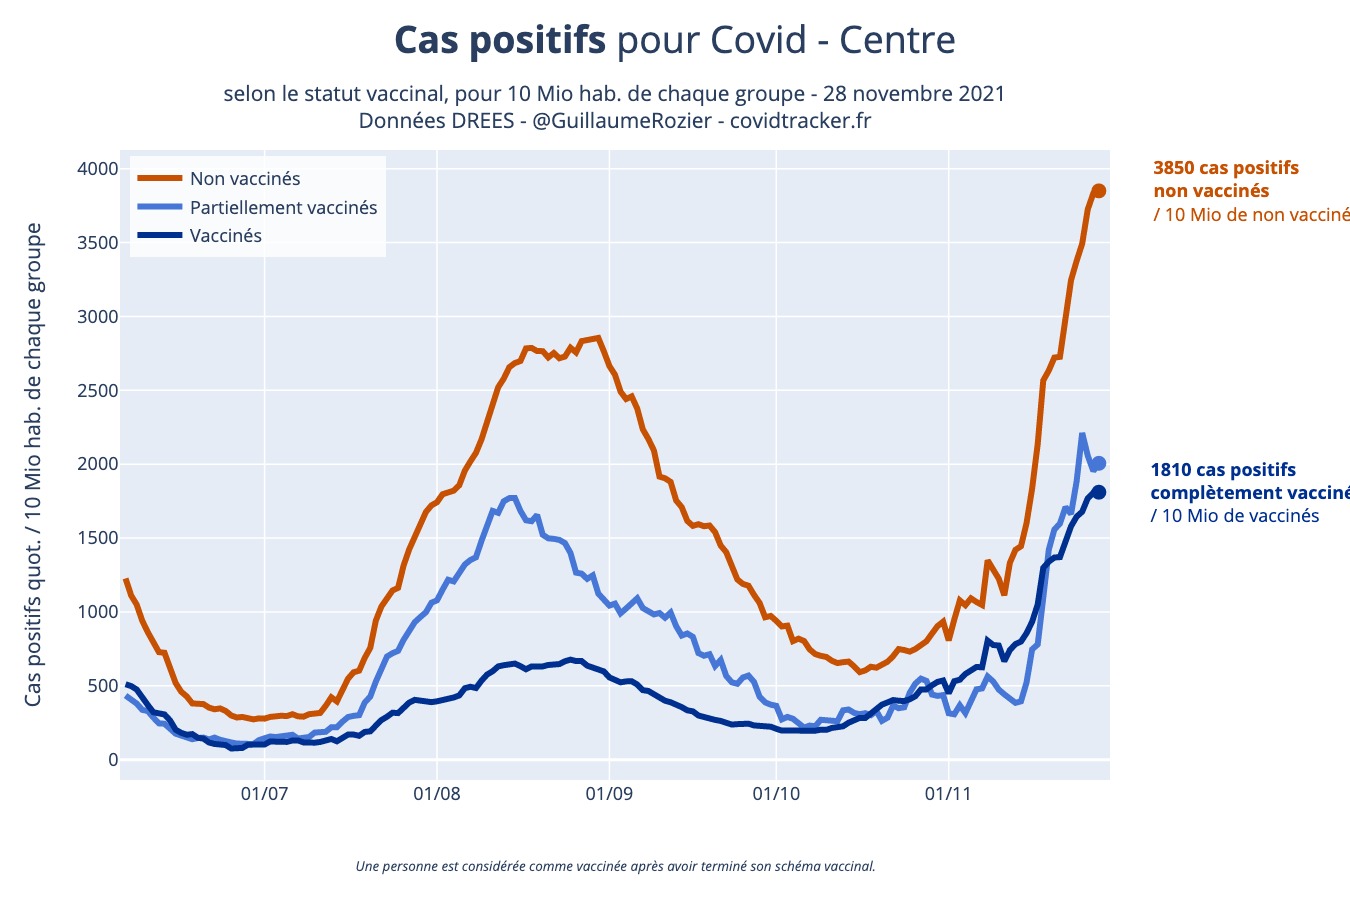 Cas positifs pour Covid - Centre
selon le statut vaccinal, pour 10 Mio hab. de chaque groupe - 28 novembre 2021
Données DREES - @GuillaumeRozier - covidtracker.fr
Cas positifs quot. / 10 Mio hab. de chaque groupe
4000
3500
3000
2500
2000
1500
1000
500
0
Non vaccinés
Partiellement vaccinés
Vaccinés
3850 cas positifs
non vaccinés
/ 10 Mio de non vacciné
1810 cas positifs
complètement vacciné
/ 10 Mio de vaccinés
01/07
01/08
01/09
01/10
01/11
Une personne est considérée comme vaccinée après avoir terminé son schéma vaccinal.